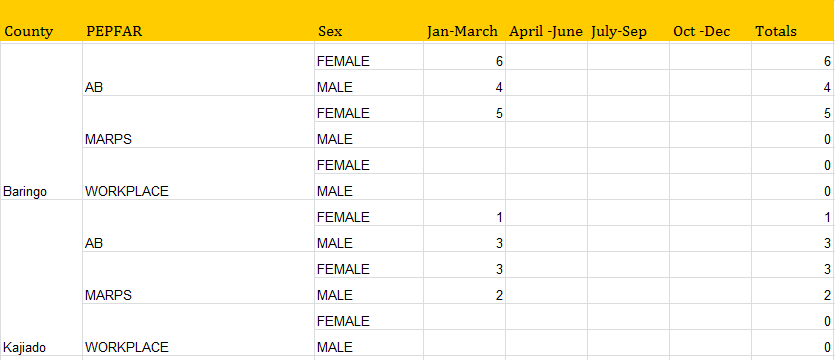 County PEPFAR Sex Jan-March April -June July-Sep Oct -Dec Totals
FEMALE 6 6
AB MALE 4 4
FEMALE 5 5
MARPS MALE 0
FEMALE 0
Baringo WORKPLACE MALE 0
FEMALE 1 1
AB MALE 3 3
FEMALE 3 3
MARPS MALE 2 2
FEMALE 0
Kajiado WORKPLACE MALE 0